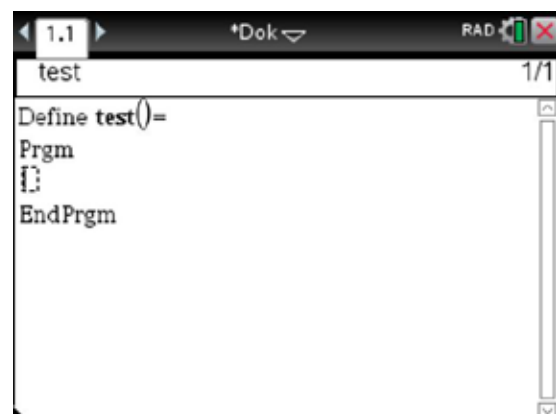 1.1 *Dok RAD
test 1/1
Define test()=
Prgm
EndPrgm